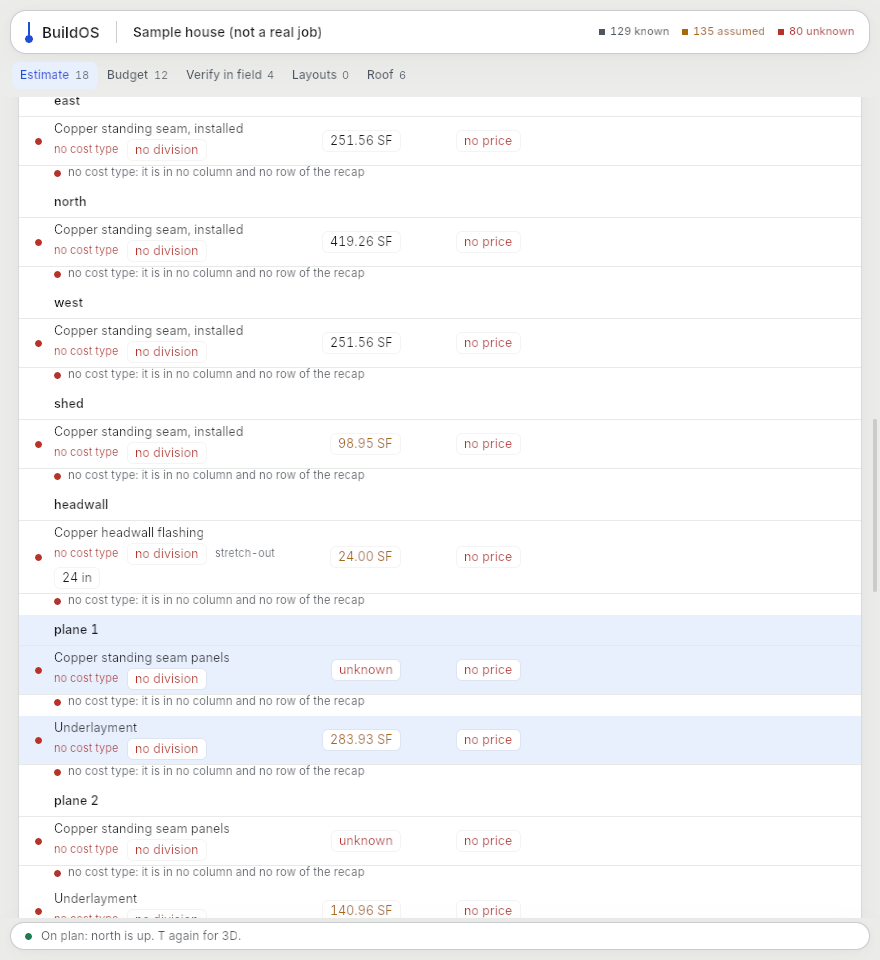 BuildOS Sample house (not a real job) 129 known 135 assumed 80 unknown
Estimate 18 Budget 12 Verify in field 4 Layouts 0 Roof 6
east
Copper standing seam, installed 251.56 SF no price
no cost type no division
no cost type: it is in no column and no row of the recap
north
Copper standing seam, installed 419.26 SF no price
no cost type no division
no cost type: it is in no column and no row of the recap
west
Copper standing seam, installed 251.56 SF no price
no cost type no division
no cost type: it is in no column and no row of the recap
shed
Copper standing seam, installed 98.95 SF no price
no cost type no division
no cost type: it is in no column and no row of the recap
headwall
Copper headwall flashing
no cost type no division stretch-out 24.00 SF no price
24 in
no cost type: it is in no column and no row of the recap
plane 1
Copper standing seam panels unknown no price
no cost type no division
no cost type: it is in no column and no row of the recap
Underlayment 283.93 SF no price
no cost type no division
no cost type: it is in no column and no row of the recap
plane 2
Copper standing seam panels unknown no price
no cost type no division
no cost type: it is in no column and no row of the recap
Underlayment 140.96 SF no price
no cost type no division
On plan: north is up. T again for 3D.